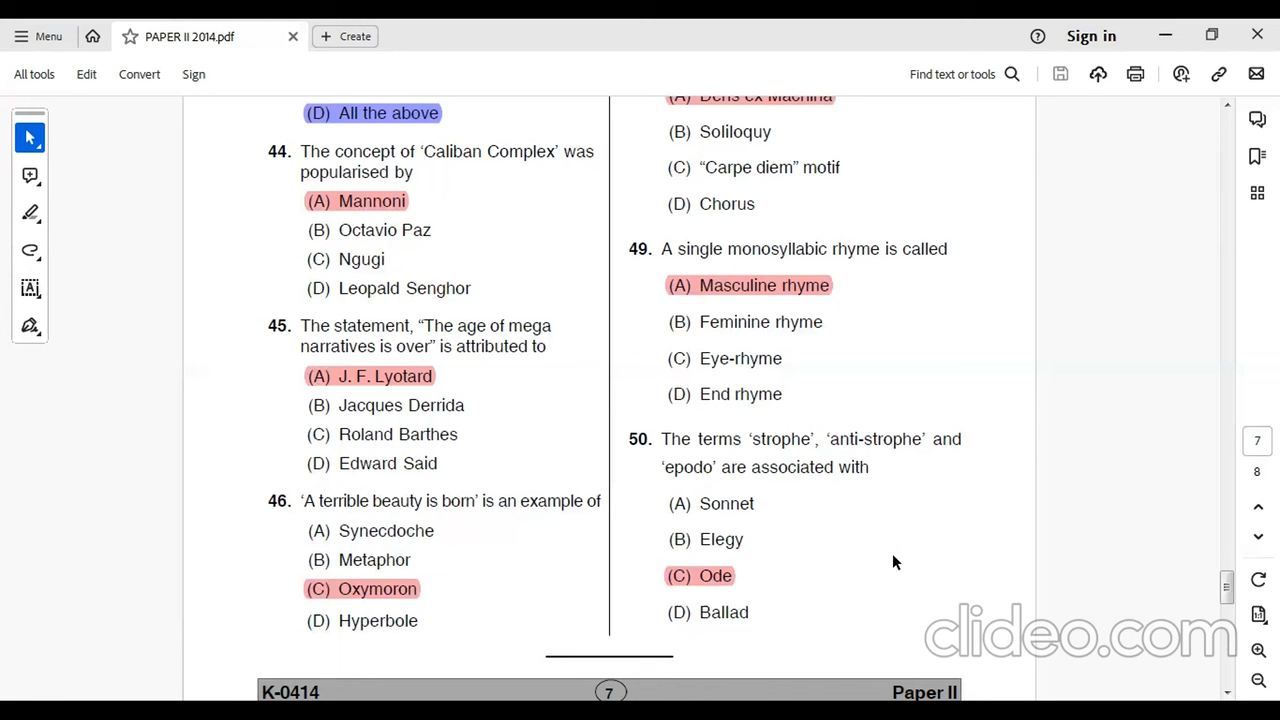 Menu
PAPER II 2014.pdf
Create
Sign in
All tools
Edit
Convert
Sign
Find text or tools
(D) All the above
44. The concept of ‘Caliban Complex’ was
popularised by
(A) Mannoni
(B) Octavio Paz
(C) Ngugi
(D) Leopald Senghor
45. The statement, “The age of mega
narratives is over” is attributed to
(A) J. F. Lyotard
(B) Jacques Derrida
(C) Roland Barthes
(D) Edward Said
46. ‘A terrible beauty is born’ is an example of
(A) Synecdoche
(B) Metaphor
(C) Oxymoron
(D) Hyperbole
(A) ex Machina
(B) Soliloquy
(C) “Carpe diem” motif
(D) Chorus
49. A single monosyllabic rhyme is called
(A) Masculine rhyme
(B) Feminine rhyme
(C) Eye-rhyme
(D) End rhyme
50. The terms ‘strophe’, ‘anti-strophe’ and
‘epodo’ are associated with
(A) Sonnet
(B) Elegy
(C) Ode
(D) Ballad
K-0414
7
Paper II
7
8
clideo.com